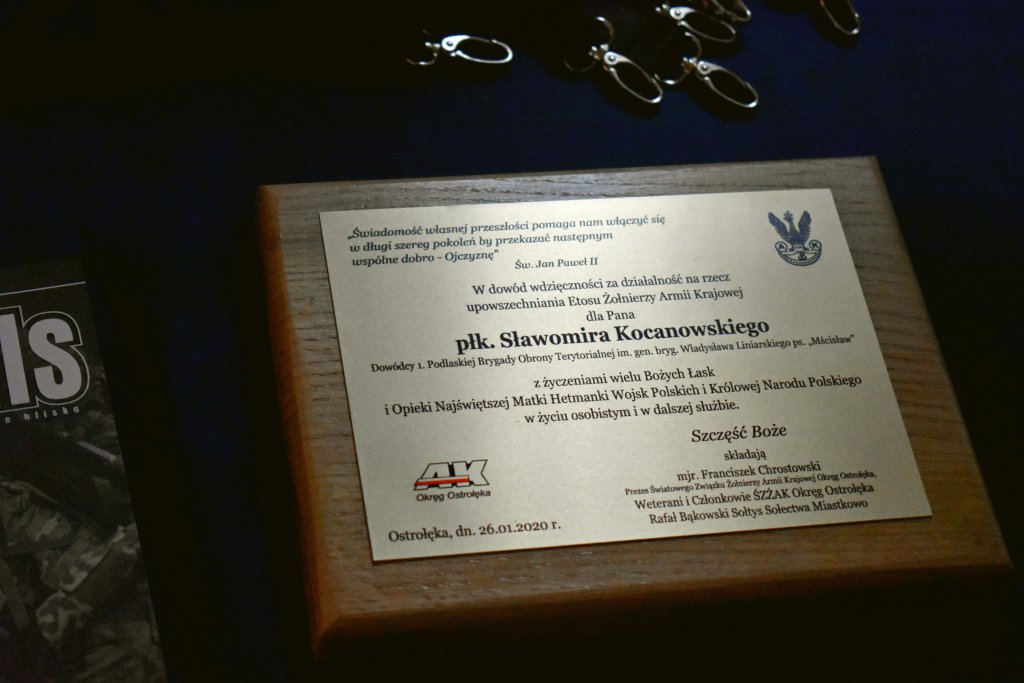 „Świadomość własnej przeszłości pomaga nam włączyć się
w długi szereg pokoleń by przekazać następnym
wspólne dobro - Ojczyznę”
Św. Jan Paweł II
W dowód wdzięczności za działalność na rzecz
upowszechniania Etosu Żołnierzy Armii Krajowej
dla Pana
płk. Sławomira Kocanowskiego
Dowódcy 1. Podlaskiej Brygady Obrony Terytorialnej im. gen. bryg. Władysława Liniarskiego ps. „Mścisław”
z życzeniami wielu Bożych Łask
i Opieki Najświętszej Matki Hetmanki Wojsk Polskich i Królowej Narodu Polskiego
w życiu osobistym i w dalszej służbie.
Szczęść Boże
składają
mjr. Franciszek Chrostowski
Prezes Światowego Związku Żołnierzy Armii Krajowej Okręg Ostrołęka,
Weterani i Członkowie ŚZŻAK Okręg Ostrołęka
Rafał Bąkowski Sołtys Sołectwa Miastkowo
AK
Okręg Ostrołęka
Ostrołęka, dn. 26.01.2020 r.
A K
ls
e blisko